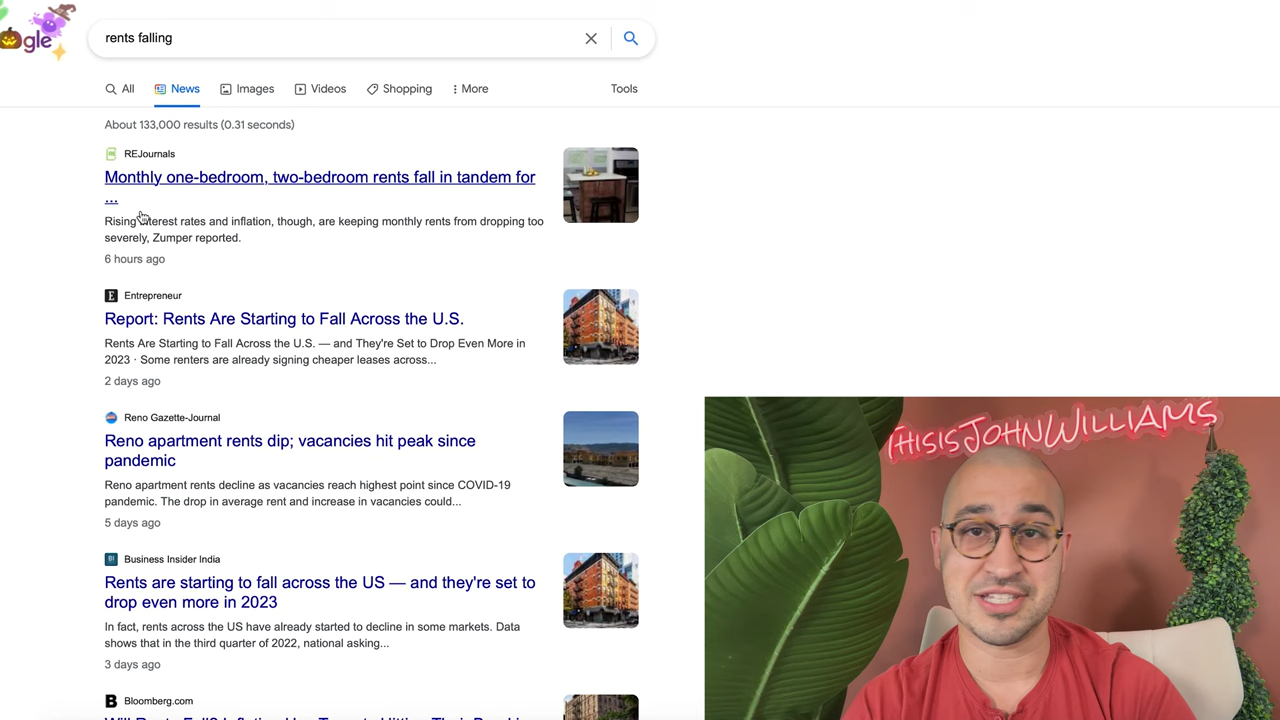 gle
rents falling
All News Images Videos Shopping More Tools
About 133,000 results (0.31 seconds)
REJournals
Monthly one-bedroom, two-bedroom rents fall in tandem for
...
Rising interest rates and inflation, though, are keeping monthly rents from dropping too
severely, Zumper reported.
6 hours ago
E Entrepreneur
Report: Rents Are Starting to Fall Across the U.S.
Rents Are Starting to Fall Across the U.S. — and They're Set to Drop Even More in
2023 · Some renters are already signing cheaper leases across...
2 days ago
Reno Gazette-Journal
Reno apartment rents dip; vacancies hit peak since
pandemic
Reno apartment rents decline as vacancies reach highest point since COVID-19
pandemic. The drop in average rent and increase in vacancies could...
5 days ago
BI Business Insider India
Rents are starting to fall across the US — and they're set to
drop even more in 2023
In fact, rents across the US have already started to decline in some markets. Data
shows that in the third quarter of 2022, national asking...
3 days ago
B Bloomberg.com
THISISJOHNWILLIAMS